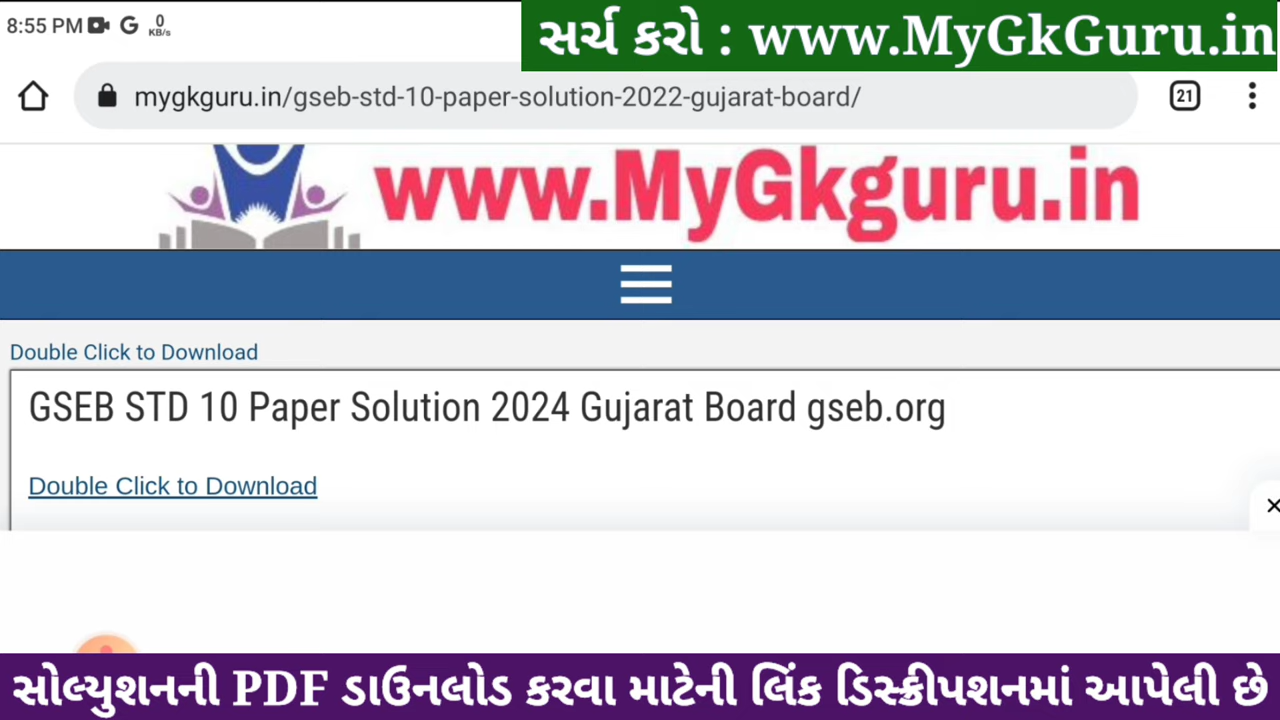 8:55 PM G 0 KB/s
સર્ચ કરો : www.MyGkGuru.in
mygkguru.in/gseb-std-10-paper-solution-2022-gujarat-board/ 21
www.MyGkguru.in
Double Click to Download
GSEB STD 10 Paper Solution 2024 Gujarat Board gseb.org
Double Click to Download
સોલ્યુશનની PDF ડાઉનલોડ કરવા માટેની લિંક ડિસ્ક્રીપશનમાં આપેલી છે